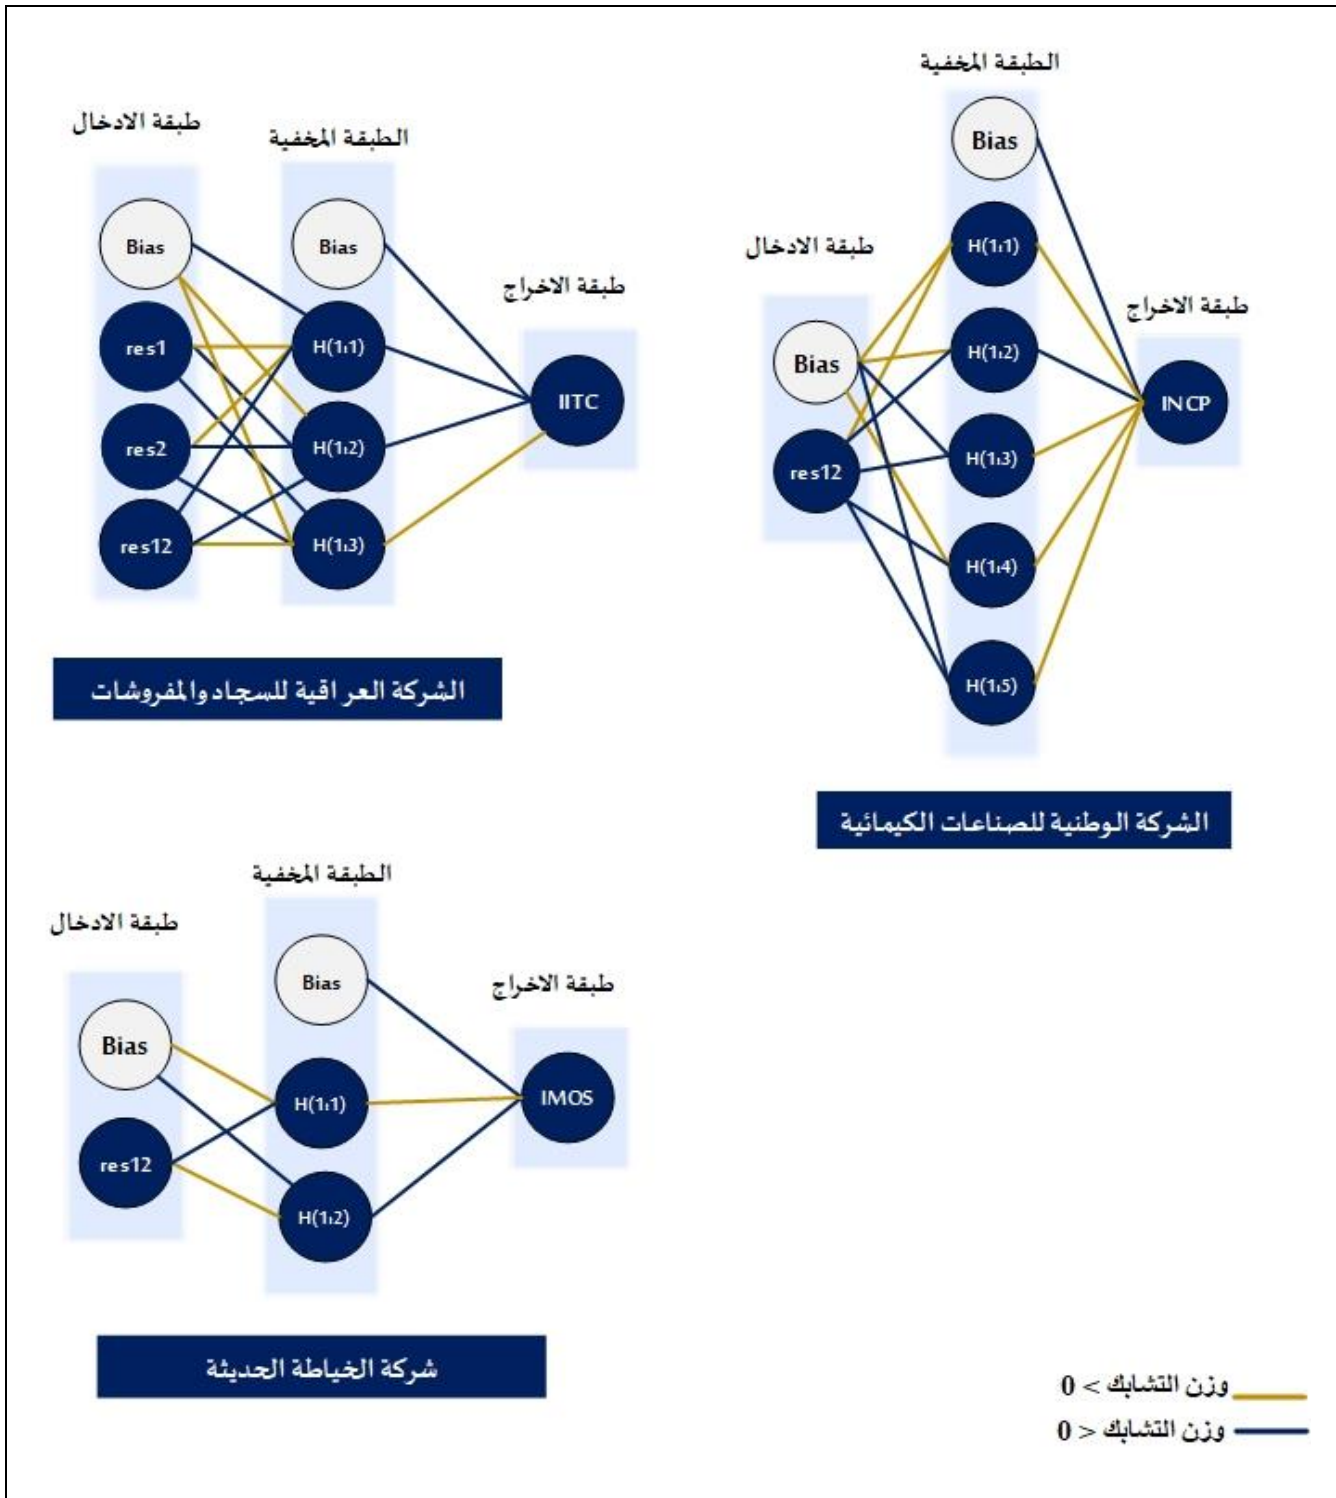 طبقة الادخال
الطبقة المخفية
طبقة الاخراج
Bias
res1
res2
res12
Bias
H(1:1)
H(1:2)
H(1:3)
IITC
الشركة العراقية للسجاد والمفروشات
الطبقة المخفية
طبقة الادخال
طبقة الاخراج
Bias
res12
Bias
H(1:1)
H(1:2)
H(1:3)
H(1:4)
H(1:5)
INCP
الشركة الوطنية للصناعات الكيمائية
الطبقة المخفية
طبقة الادخال
طبقة الاخراج
Bias
res12
Bias
H(1:1)
H(1:2)
IMOS
شركة الخياطة الحديثة
وزن التشابك > 0
وزن التشابك < 0